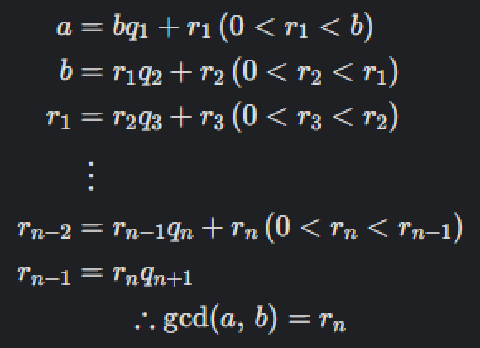 a = bq₁ + r₁ (0 < r₁ < b)
b = r₁q₂ + r₂ (0 < r₂ < r₁)
r₁ = r₂q₃ + r₃ (0 < r₃ < r₂)
⋮
rₙ₋₂ = rₙ₋₁qₙ + rₙ (0 < rₙ < rₙ₋₁)
rₙ₋₁ = rₙqₙ₊₁
∴ gcd(a, b) = rₙ